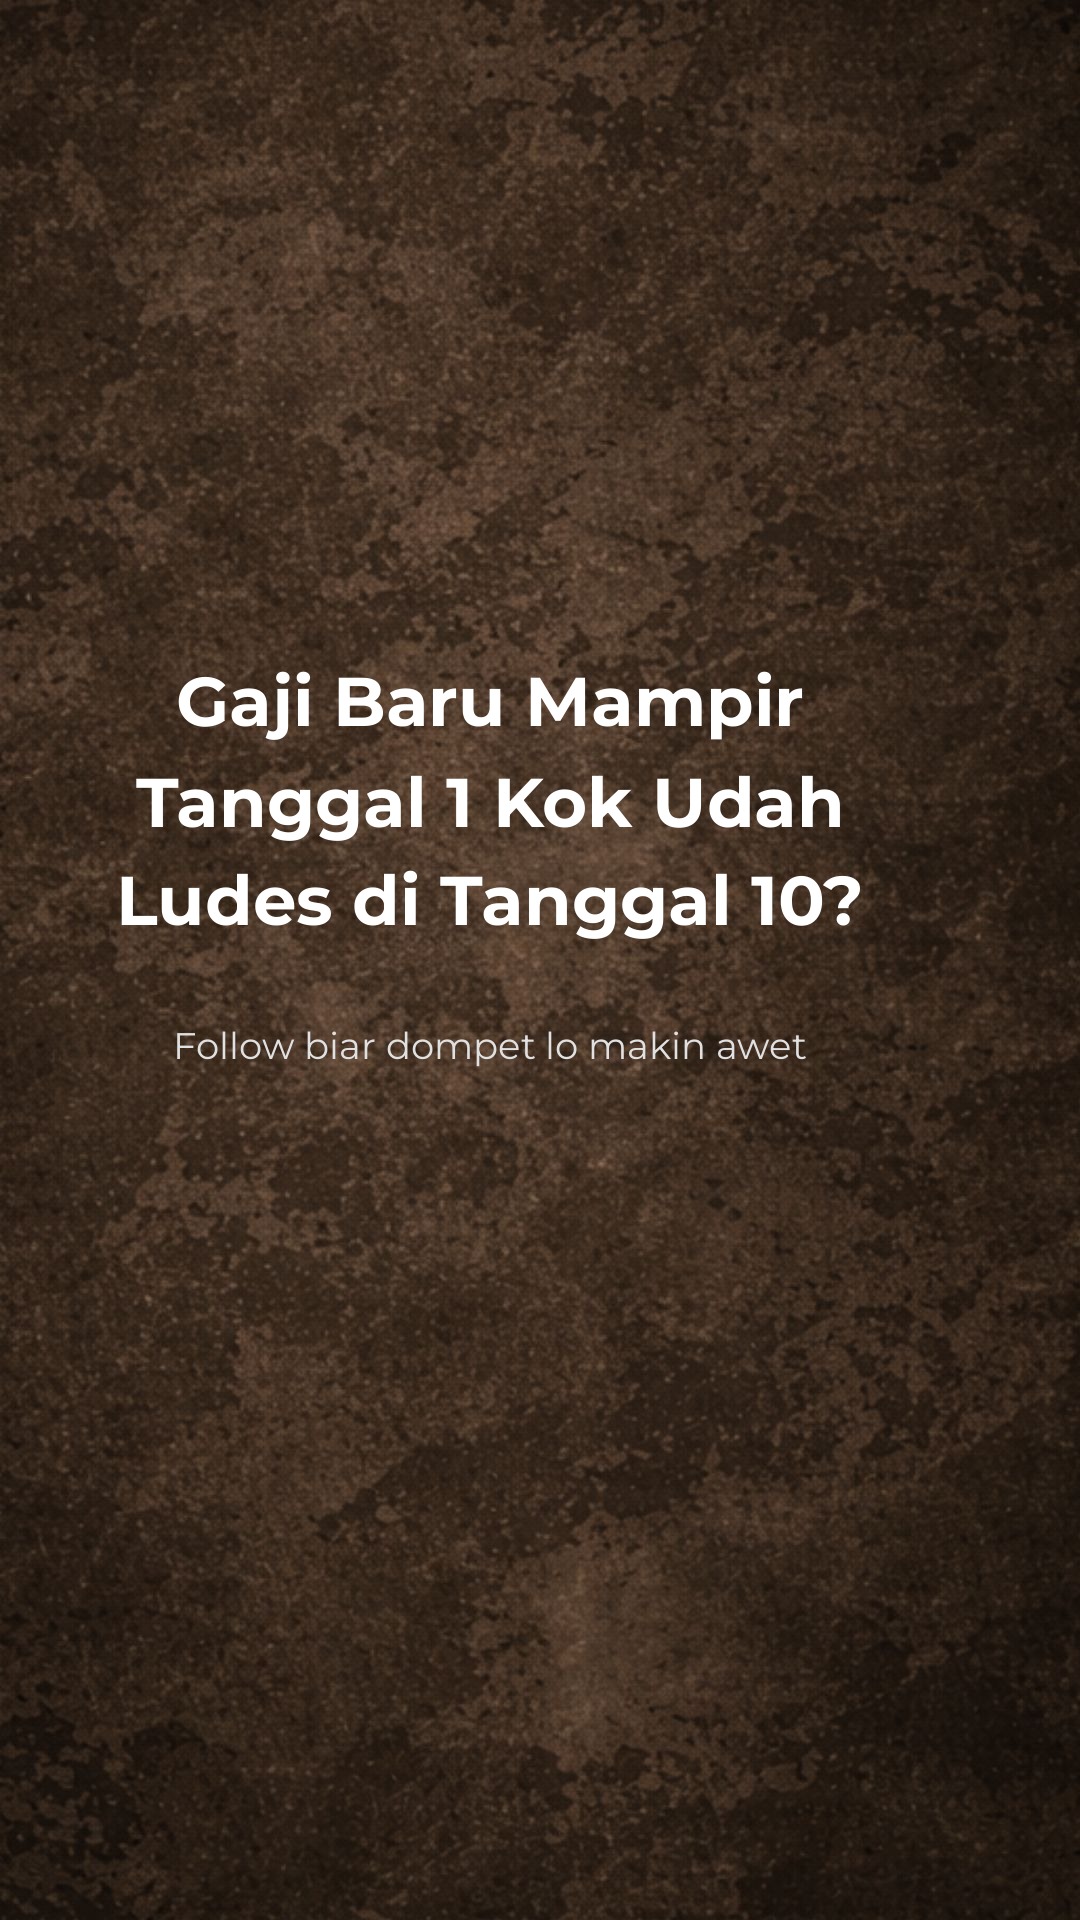 Gaji Baru Mampir
Tanggal 1 Kok Udah
Ludes di Tanggal 10?
Follow biar dompet lo makin awet